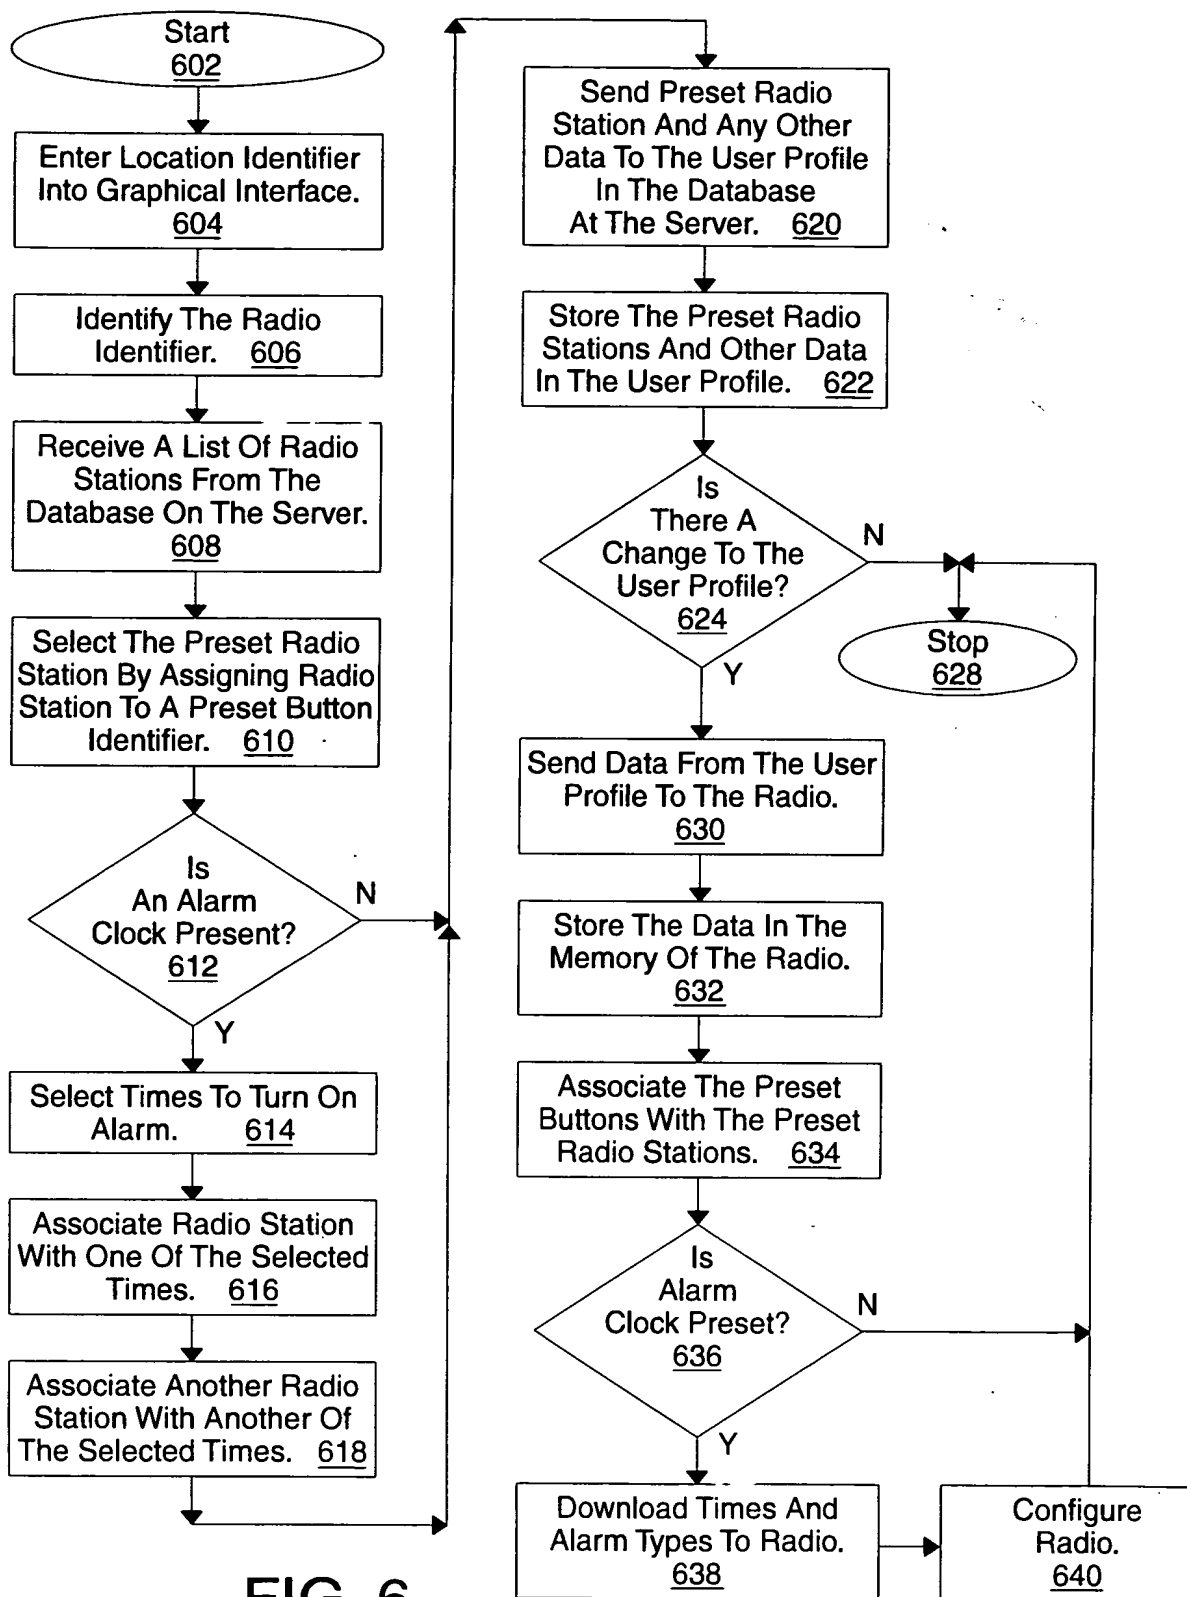 Start
602
Enter Location Identifier
Into Graphical Interface.
604
Identify The Radio
Identifier. 606
Receive A List Of Radio
Stations From The
Database On The Server.
608
Select The Preset Radio
Station By Assigning Radio
Station To A Preset Button
Identifier. 610
Is
An Alarm
Clock Present?
612
N
Y
Select Times To Turn On
Alarm. 614
Associate Radio Station
With One Of The Selected
Times. 616
Associate Another Radio
Station With Another Of
The Selected Times. 618
Send Preset Radio
Station And Any Other
Data To The User Profile
In The Database
At The Server. 620
Store The Preset Radio
Stations And Other Data
In The User Profile. 622
Is
There A
Change To The
User Profile?
624
N
Y
Stop
628
Send Data From The User
Profile To The Radio.
630
Store The Data In The
Memory Of The Radio.
632
Associate The Preset
Buttons With The Preset
Radio Stations. 634
Is
Alarm
Clock Preset?
636
N
Y
Download Times And
Alarm Types To Radio.
638
Configure
Radio.
640
FIG. 6